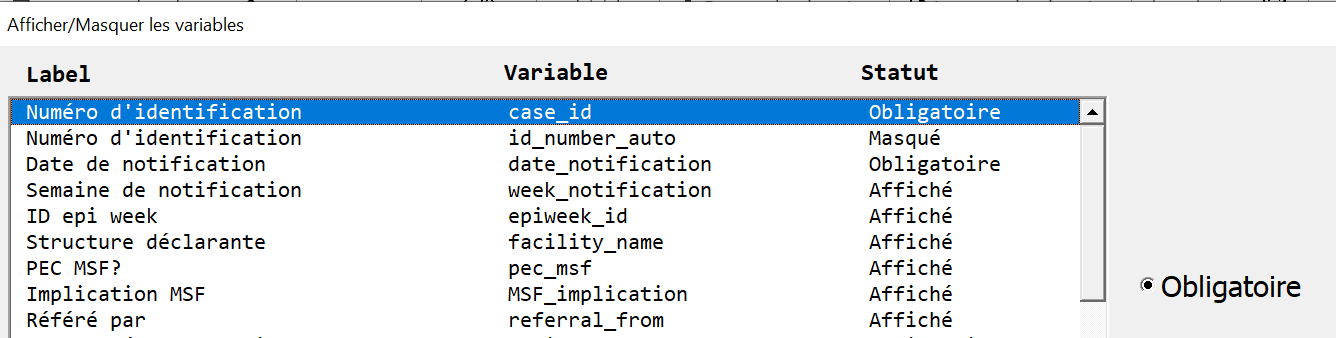 Afficher/Masquer les variables
Label Variable Statut
Numéro d'identification case_id Obligatoire
Numéro d'identification id_number_auto Masqué
Date de notification date_notification Obligatoire
Semaine de notification week_notification Affiché
ID epi week epiweek_id Affiché
Structure déclarante facility_name Affiché
PEC MSF? pec_msf Affiché
Implication MSF MSF_implication Affiché
Référé par referral_from Affiché
Obligatoire